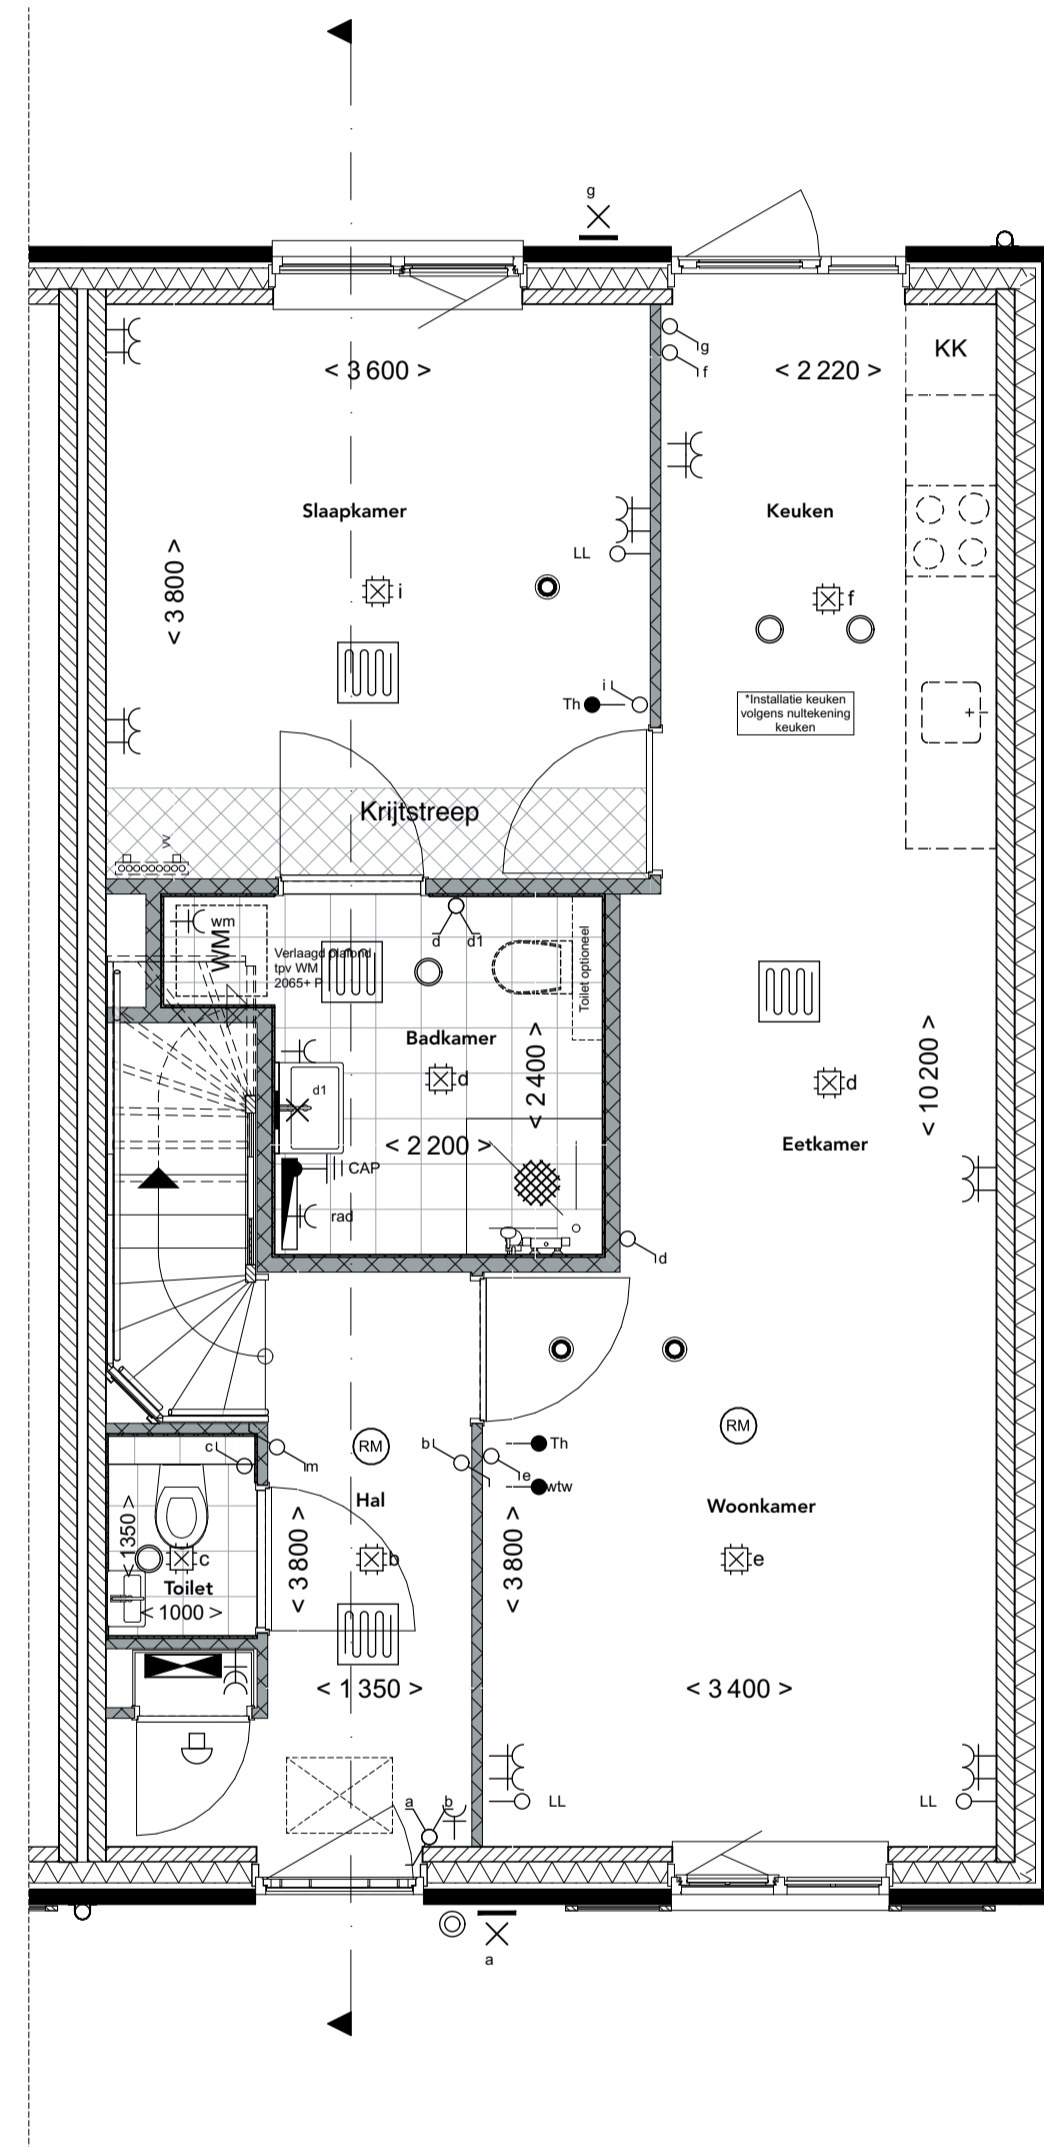 g
< 3 600 >
g
f
< 2 220 >
KK
Slaapkamer
Keuken
< 3 800 >
LL
i
f
*Installatie keuken
volgens nultekening
keuken
+
Th
i
Krijtstreep
vv
wm
WM
Verlaagd plafond
tpv WM
2065+ P
d
d1
Toilet optioneel
Badkamer
d
d1
< 2 400 >
< 2 200 >
CAP
rad
d
< 10 200 >
Eetkamer
d
RM
RM
c
m
b
Th
e
wtw
Hal
Woonkamer
< 1350 >
c
Toilet
< 1000 >
< 3 800 >
b
< 3 800 >
e
< 1 350 >
< 3 400 >
a
b
LL
LL
a